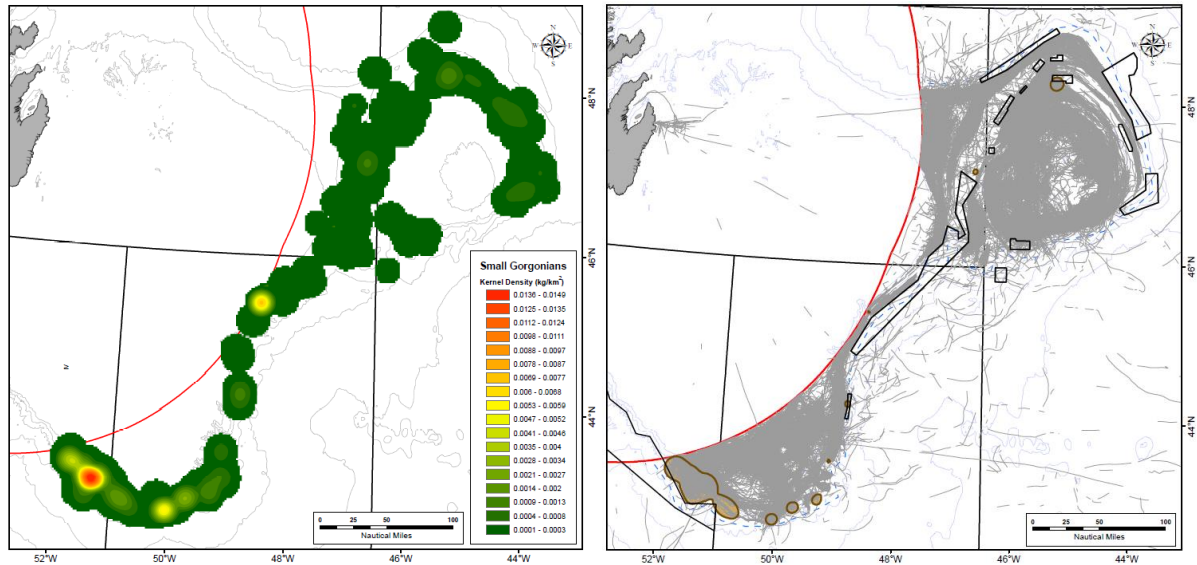 N
W E
S
48°N
46°N
44°N
Small Gorgonians
Kernel Density (kg/km²)
0.0136 - 0.0149
0.0125 - 0.0135
0.0112 - 0.0124
0.0098 - 0.0111
0.0088 - 0.0097
0.0078 - 0.0087
0.0069 - 0.0077
0.006 - 0.0068
0.0053 - 0.0059
0.0047 - 0.0052
0.0041 - 0.0046
0.0035 - 0.004
0.0028 - 0.0034
0.0021 - 0.0027
0.0014 - 0.002
0.0009 - 0.0013
0.0004 - 0.0008
0.0001 - 0.0003
0 50 100
Nautical Miles
52°W 50°W 48°W 46°W 44°W
N
W E
S
48°N
46°N
44°N
0 50 100
Nautical Miles
52°W 50°W 48°W 46°W 44°W